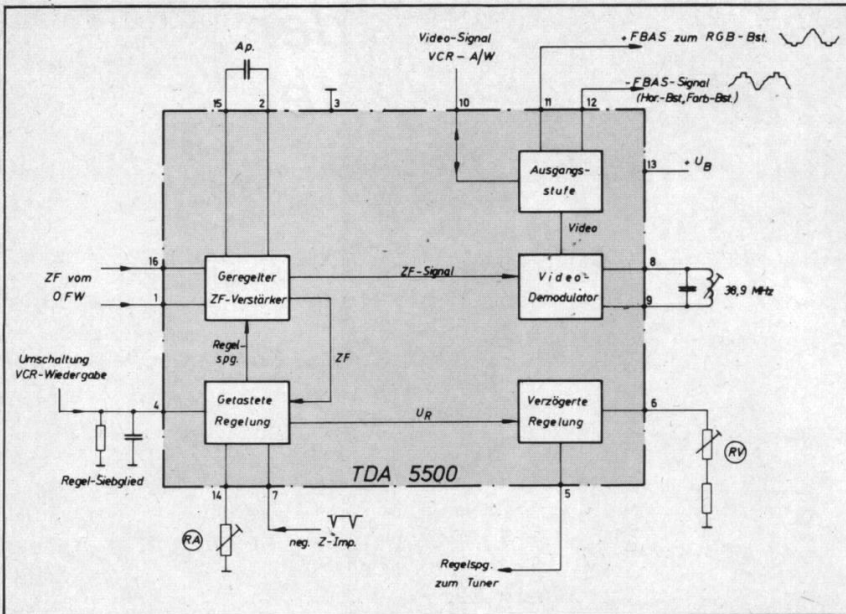 Ap.
Video-Signal
VCR - A/W
+ FBAS zum RGB-Bst.
- FBAS-Signal
(Hor.-Bst, Farb-Bst.)
15
2
3
10
11
12
Ausgangs-
stufe
13
+ UB
Video
16
ZF vom
OFW
1
Geregelter
ZF-Verstärker
ZF-Signal
Video-
Demodulator
8
9
38,9 MHz
Regel-
spg.
ZF
Umschaltung
VCR-Wiedergabe
4
Getastete
Regelung
UR
Verzögerte
Regelung
6
RV
Regel-Siebglied
TDA 5500
14
7
5
RA
neg. Z-Imp.
Regelspg.
zum Tuner